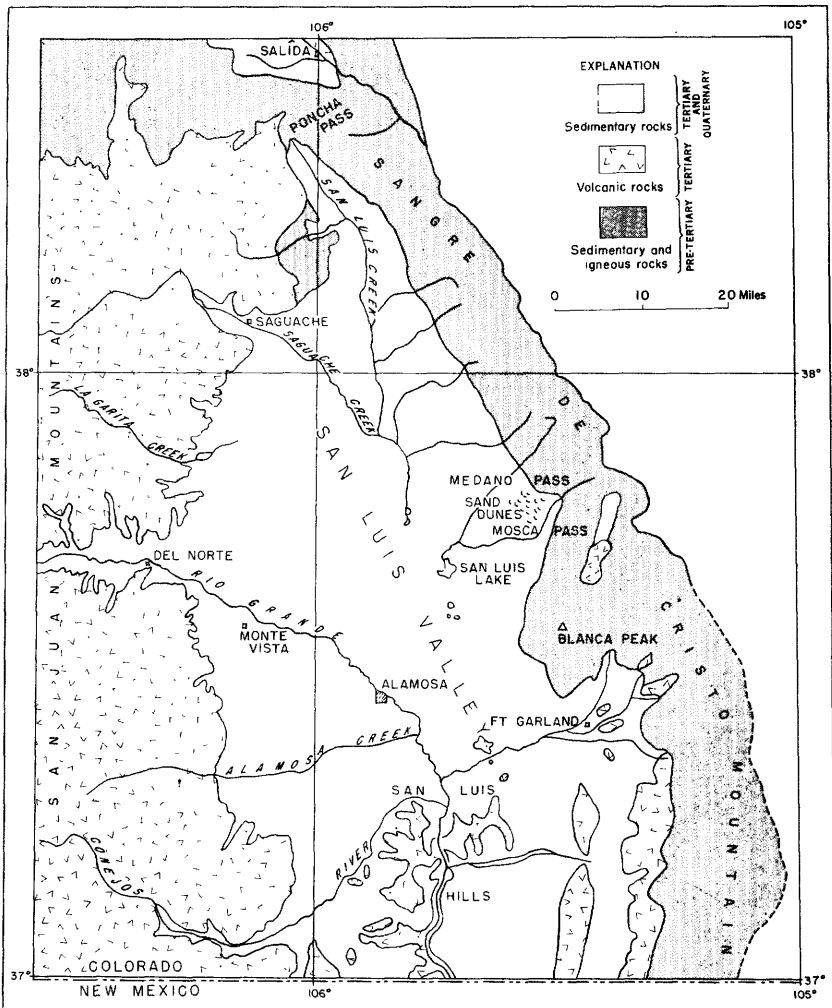 106°
105°
SALIDA
PONCHA
PASS
EXPLANATION
Sedimentary rocks
TERTIARY
AND
QUATERNARY
Volcanic rocks
TERTIARY
Sedimentary and
igneous rocks
PRE-TERTIARY
0 10 20 Miles
SANGRE DE CRISTO MOUNTAIN
SAN LUIS CREEK
SAGUACHE
SAGUACHE CREEK
38°
38°
LA GARITA
CREEK
SAN JUAN MOUNTAINS
SAN LUIS VALLEY
MEDANO PASS
SAND
DUNES
MOSCA PASS
SAN LUIS
LAKE
DEL NORTE
RIO GRANDE
MONTE
VISTA
BLANCA PEAK
ALAMOSA
FT GARLAND
ALAMOSA CREEK
SAN LUIS
HILLS
CONEJOS RIVER
37°
COLORADO
NEW MEXICO
106°
37°
105°